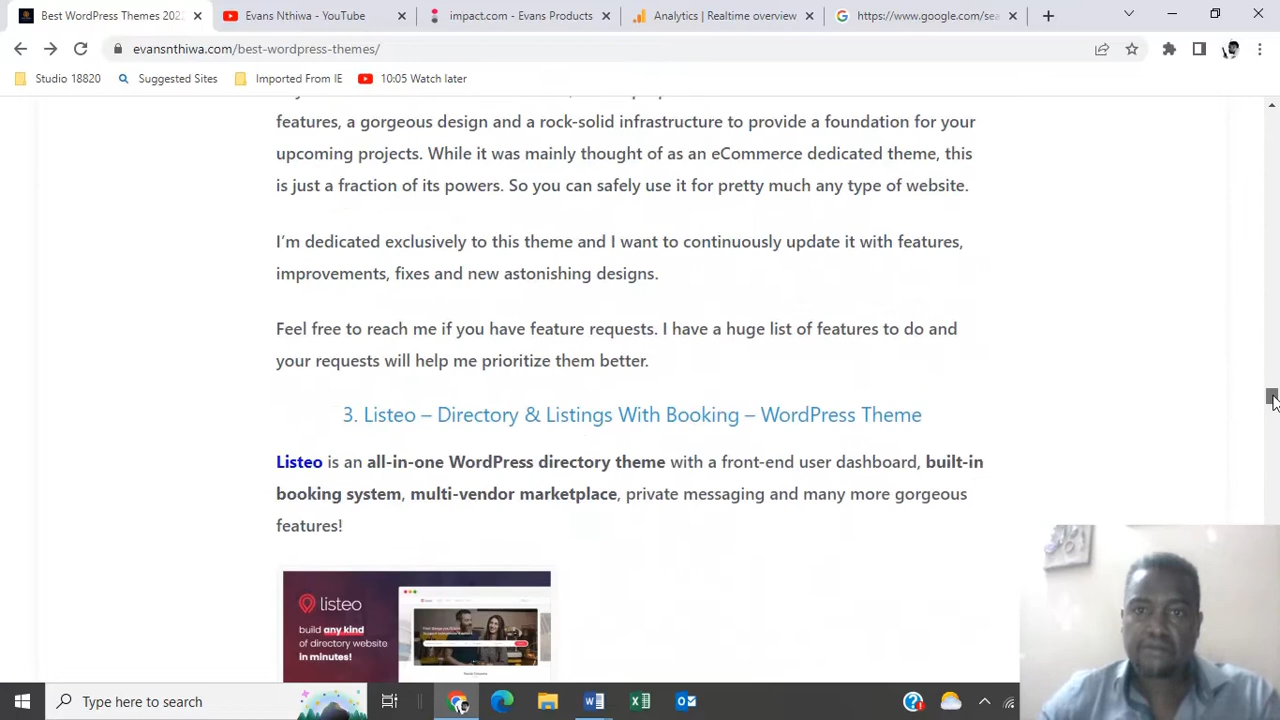 Best WordPress Themes 202
Evans Nthiwa - YouTube
impact.com - Evans Products
Analytics | Realtime overview
https://www.google.com/sea
evansnthiwa.com/best-wordpress-themes/
Studio 18820
Suggested Sites
Imported From IE
10:05 Watch later
features, a gorgeous design and a rock-solid infrastructure to provide a foundation for your
upcoming projects. While it was mainly thought of as an eCommerce dedicated theme, this
is just a fraction of its powers. So you can safely use it for pretty much any type of website.
I'm dedicated exclusively to this theme and I want to continuously update it with features,
improvements, fixes and new astonishing designs.
Feel free to reach me if you have feature requests. I have a huge list of features to do and
your requests will help me prioritize them better.
3. Listeo – Directory & Listings With Booking – WordPress Theme
Listeo is an all-in-one WordPress directory theme with a front-end user dashboard, built-in
booking system, multi-vendor marketplace, private messaging and many more gorgeous
features!
listeo
build any kind
of directory website
in minutes!
Type here to search